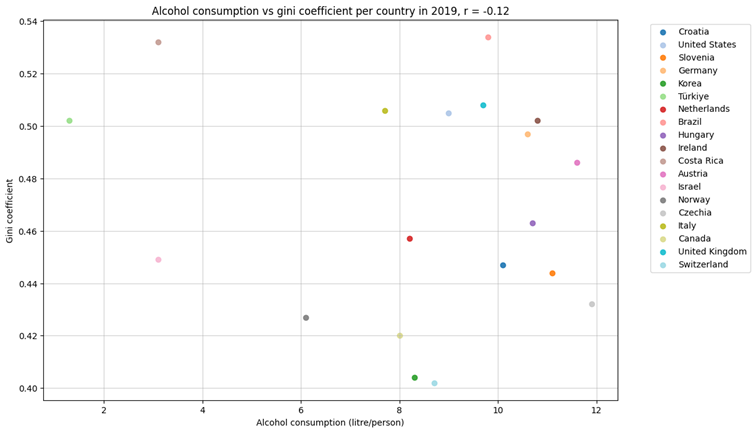 Alcohol consumption vs gini coefficient per country in 2019, r = -0.12
0.54
0.52
0.50
0.48
0.46
0.44
0.42
0.40
Gini coefficient
2
4
6
8
10
12
Alcohol consumption (litre/person)
Croatia
United States
Slovenia
Germany
Korea
Türkiye
Netherlands
Brazil
Hungary
Ireland
Costa Rica
Austria
Israel
Norway
Czechia
Italy
Canada
United Kingdom
Switzerland